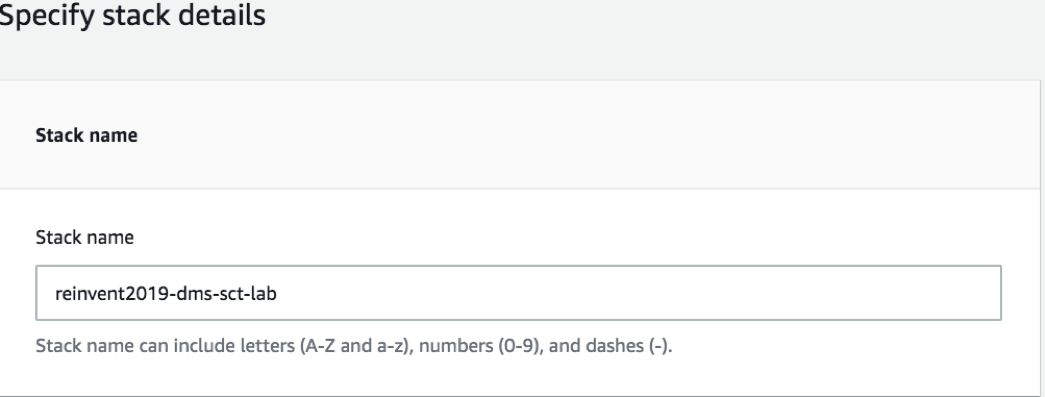 Specify stack details
Stack name
Stack name
reinvent2019-dms-sct-lab
Stack name can include letters (A-Z and a-z), numbers (0-9), and dashes (-).